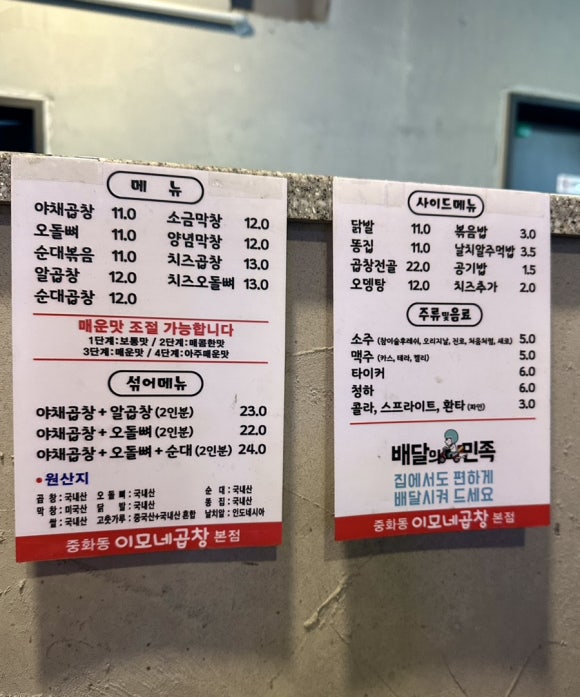 메 뉴
야채곱창 11.0
오돌뼈 11.0
순대볶음 11.0
알곱창 12.0
순대곱창 12.0
소금막창 12.0
양념막창 12.0
치즈곱창 13.0
치즈오돌뼈 13.0
매운맛 조절 가능합니다
1단계:보통맛 / 2단계:매콤한맛
3단계:매운맛 / 4단계:아주매운맛
섞어메뉴
야채곱창+알곱창(2인분) 23.0
야채곱창+오돌뼈(2인분) 22.0
야채곱창+오돌뼈+순대(2인분) 24.0
•원산지
곱 창:국내산 오돌뼈:국내산 순 대:국내산
막 창:미국산 닭 발:국내산 똥 집:국내산
쌀:국내산 고춧가루:중국산+국내산 혼합 날치알:인도네시아
중화동 이모네곱창 본점
사이드메뉴
닭발 11.0
똥집 11.0
곱창전골 22.0
오뎅탕 12.0
볶음밥 3.0
날치알주먹밥 3.5
공기밥 1.5
치즈추가 2.0
주류및음료
소주(참이슬후레쉬, 오리지날, 진로, 처음처럼, 새로) 5.0
맥주(카스, 테라, 켈리) 5.0
타이커 6.0
청하 6.0
콜라, 스프라이트, 환타(파인) 3.0
배달의민족
집에서도 편하게
배달시켜 드세요
중화동 이모네곱창 본점